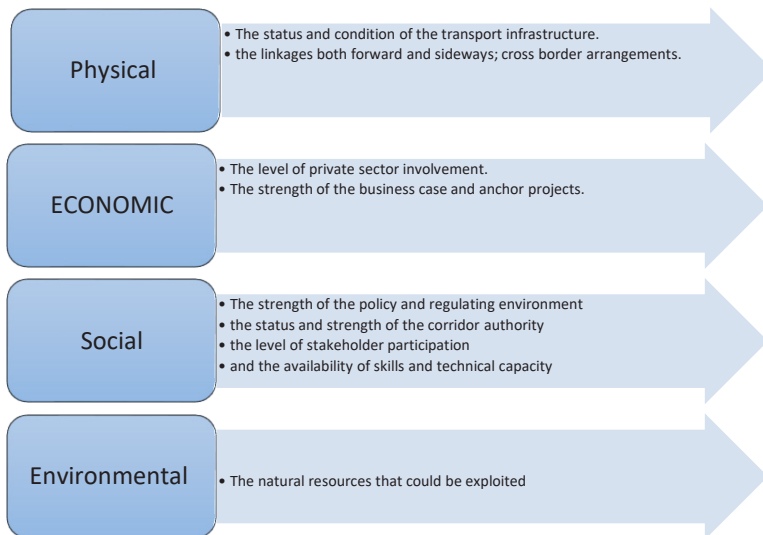 Physical
• The status and condition of the transport infrastructure.
• the linkages both forward and sideways; cross border arrangements.
ECONOMIC
• The level of private sector involvement.
• The strength of the business case and anchor projects.
Social
• The strength of the policy and regulating environment
• the status and strength of the corridor authority
• the level of stakeholder participation
• and the availability of skills and technical capacity
Environmental
• The natural resources that could be exploited